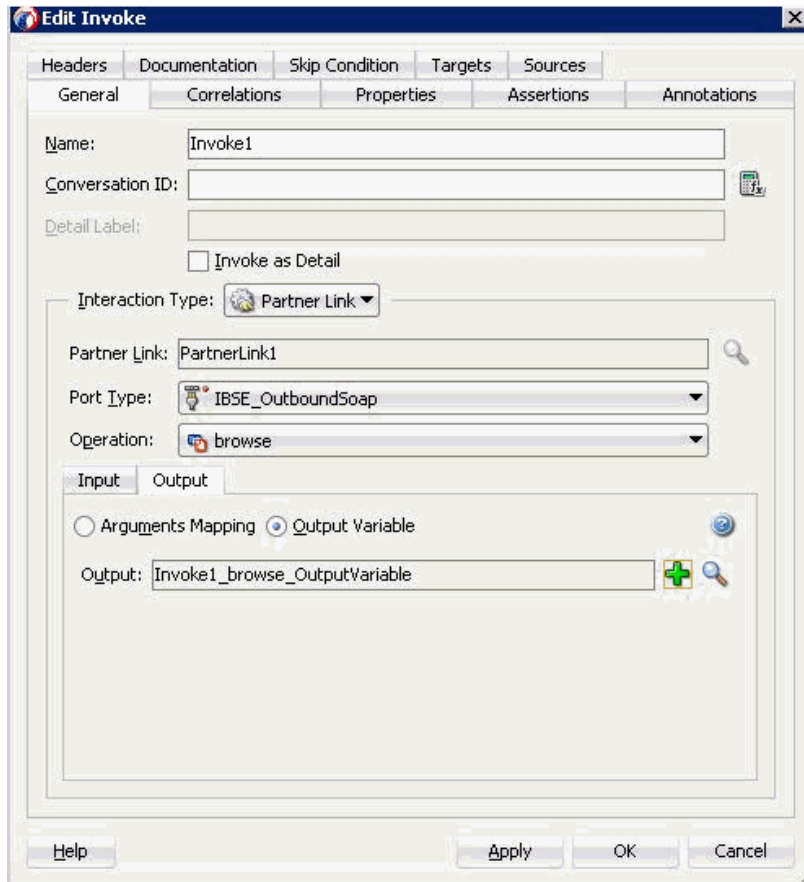 Edit Invoke
Headers Documentation Skip Condition Targets Sources
General Correlations Properties Assertions Annotations
Name: Invoke1
Conversation ID:
Detail Label:
Invoke as Detail
Interaction Type: Partner Link
Partner Link: PartnerLink1
Port Type: IBSE_OutboundSoap
Operation: browse
Input Output
Arguments Mapping Output Variable
Output: Invoke1_browse_OutputVariable
Help Apply OK Cancel